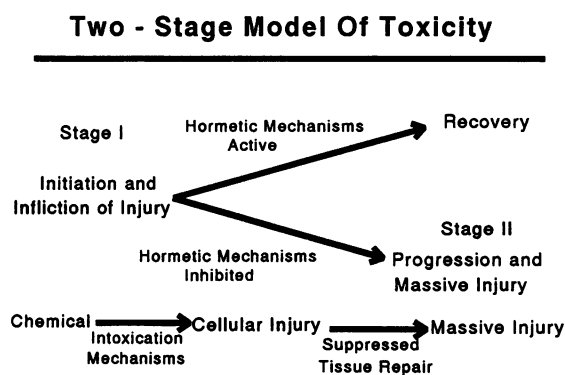 Two - Stage Model Of Toxicity
Stage I
Hormetic Mechanisms
Active
Recovery
Initiation and
Infliction of Injury
Stage II
Hormetic Mechanisms
Inhibited
Progression and
Massive Injury
Chemical
Intoxication
Mechanisms
Cellular Injury
Suppressed
Tissue Repair
Massive Injury